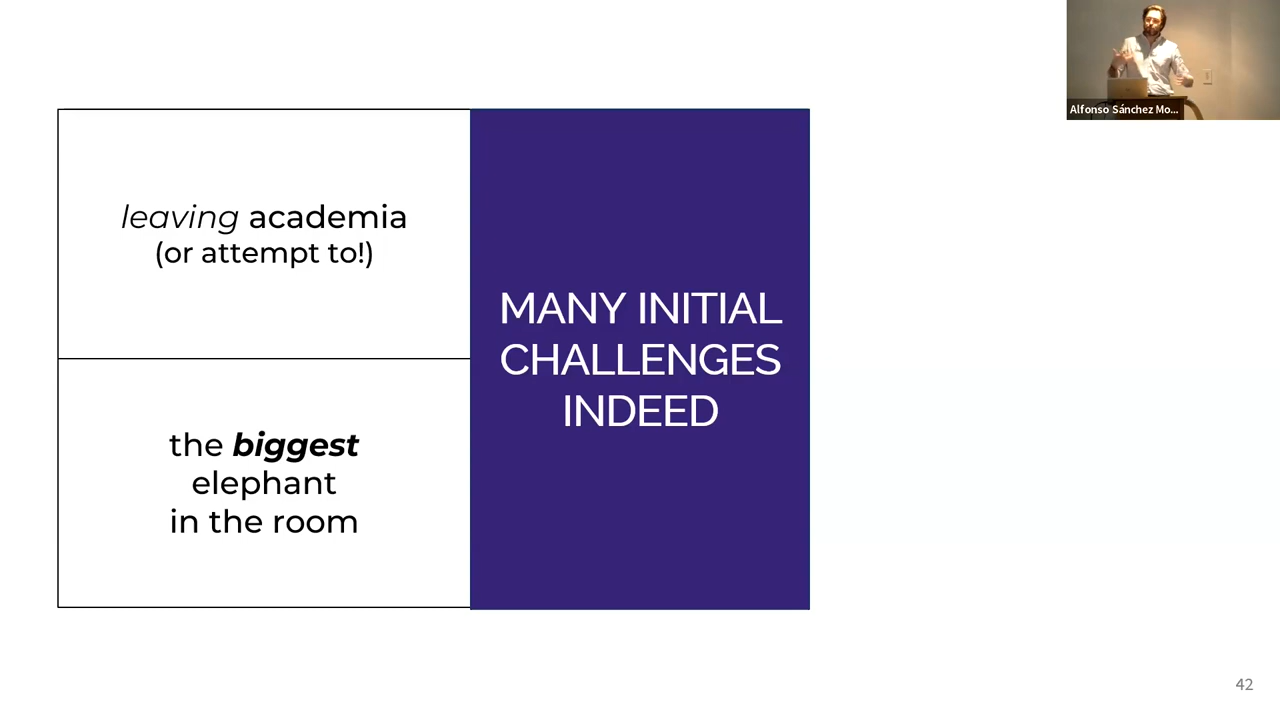 Alfonso Sánchez Mo...
leaving academia
(or attempt to!)
the biggest
elephant
in the room
MANY INITIAL
CHALLENGES
INDEED
42